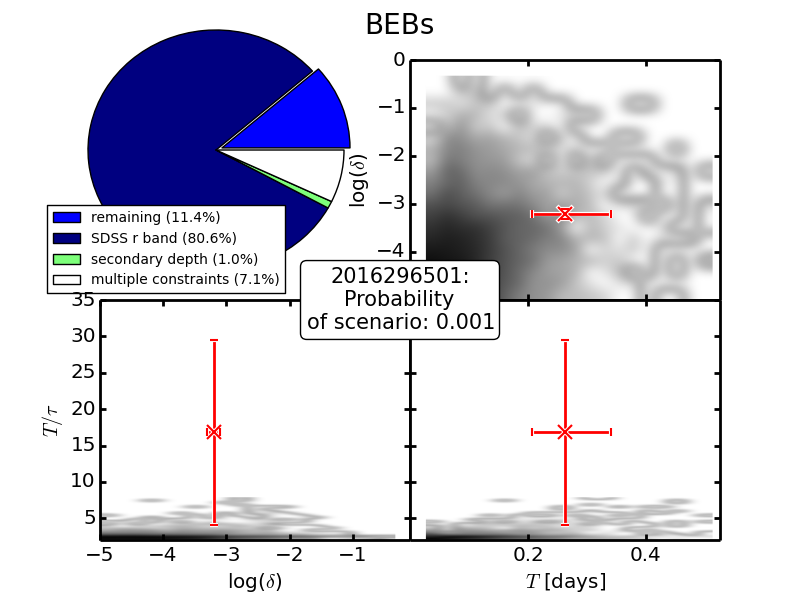 BEBs
remaining (11.4%)
SDSS r band (80.6%)
secondary depth (1.0%)
multiple constraints (7.1%)
0
−1
−2
−3
−4
log(δ)
2016296501:
Probability
of scenario: 0.001
35
30
25
20
15
10
5
T/τ
−5 −4 −3 −2 −1
log(δ)
0.2 0.4
T [days]